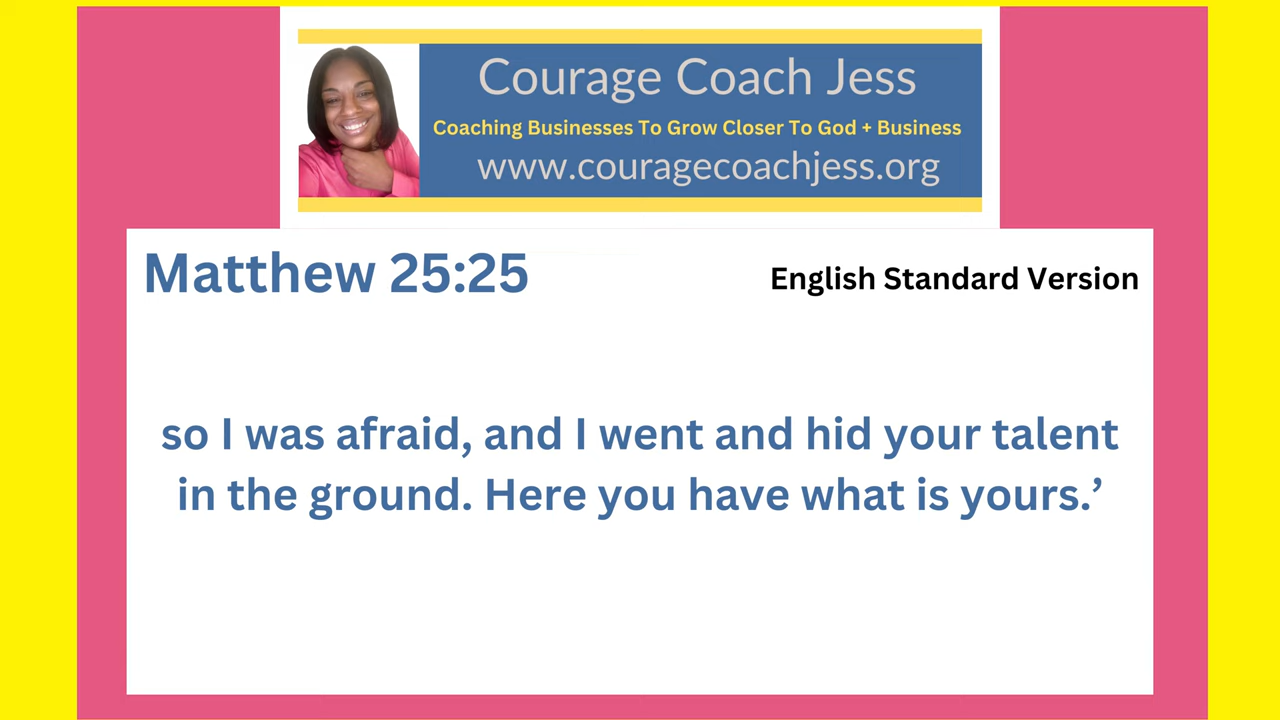 Courage Coach Jess
Coaching Businesses To Grow Closer To God + Business
www.couragecoachjess.org
Matthew 25:25
English Standard Version
so I was afraid, and I went and hid your talent
in the ground. Here you have what is yours.’